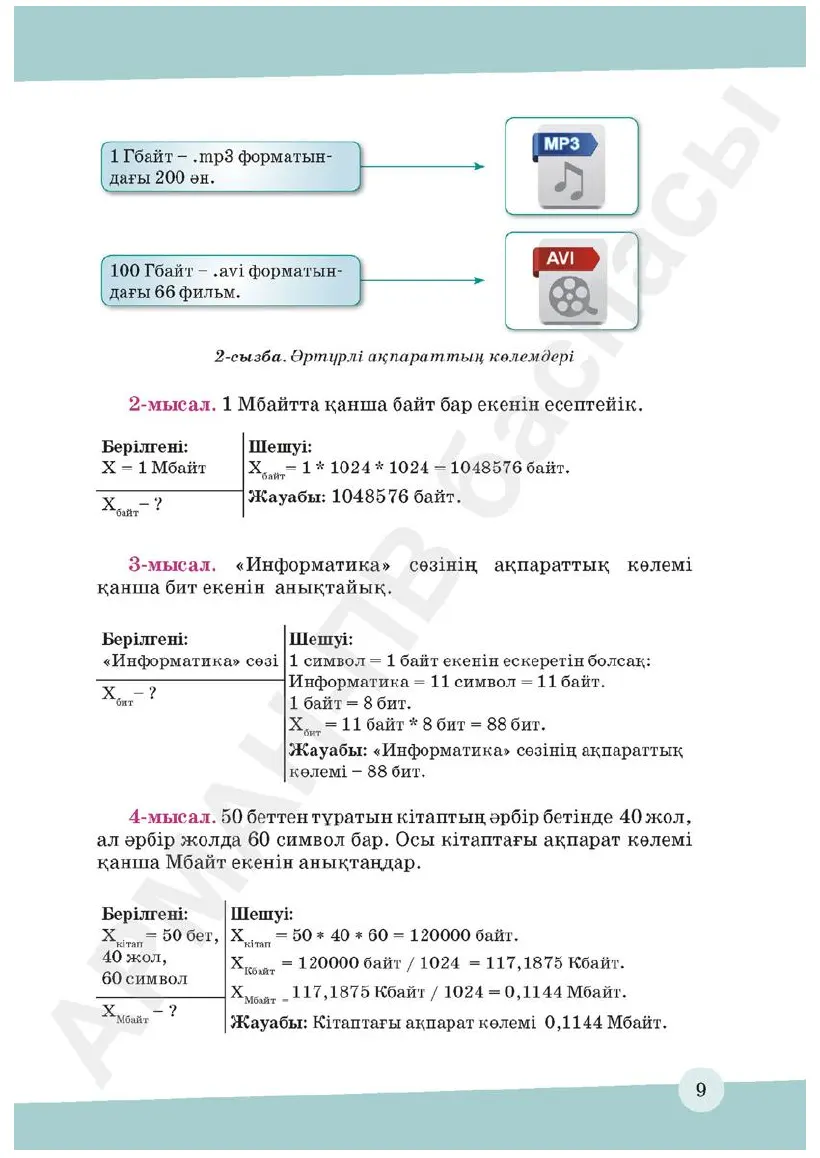 1 Гбайт – .mp3 форматын-
дағы 200 ән.
MP3
100 Гбайт – .avi форматын-
дағы 66 фильм.
AVI
2-сызба. Әртүрлі ақпараттың көлемдері
2-мысал. 1 Мбайтта қанша байт бар екенін есептейік.
Берілгені:
X = 1 Мбайт
Xбайт – ?
Шешуі:
Xбайт = 1 * 1024 * 1024 = 1048576 байт.
Жауабы: 1048576 байт.
3-мысал. «Информатика» сөзінің ақпараттық көлемі
қанша бит екенін анықтайық.
Берілгені:
«Информатика» сөзі
Xбит – ?
Шешуі:
1 символ = 1 байт екенін ескеретін болсақ:
Информатика = 11 символ = 11 байт.
1 байт = 8 бит.
Xбит = 11 байт * 8 бит = 88 бит.
Жауабы: «Информатика» сөзінің ақпараттық
көлемі – 88 бит.
4-мысал. 50 беттен тұратын кітаптың әрбір бетінде 40 жол,
ал әрбір жолда 60 символ бар. Осы кітаптағы ақпарат көлемі
қанша Мбайт екенін анықтаңдар.
Берілгені:
Xкітап = 50 бет,
40 жол,
60 символ
XМбайт – ?
Шешуі:
Xкітап = 50 * 40 * 60 = 120000 байт.
XКбайт = 120000 байт / 1024 = 117,1875 Кбайт.
XМбайт = 117,1875 Кбайт / 1024 = 0,1144 Мбайт.
Жауабы: Кітаптағы ақпарат көлемі 0,1144 Мбайт.
9
АРМАН-ПВ баспасы